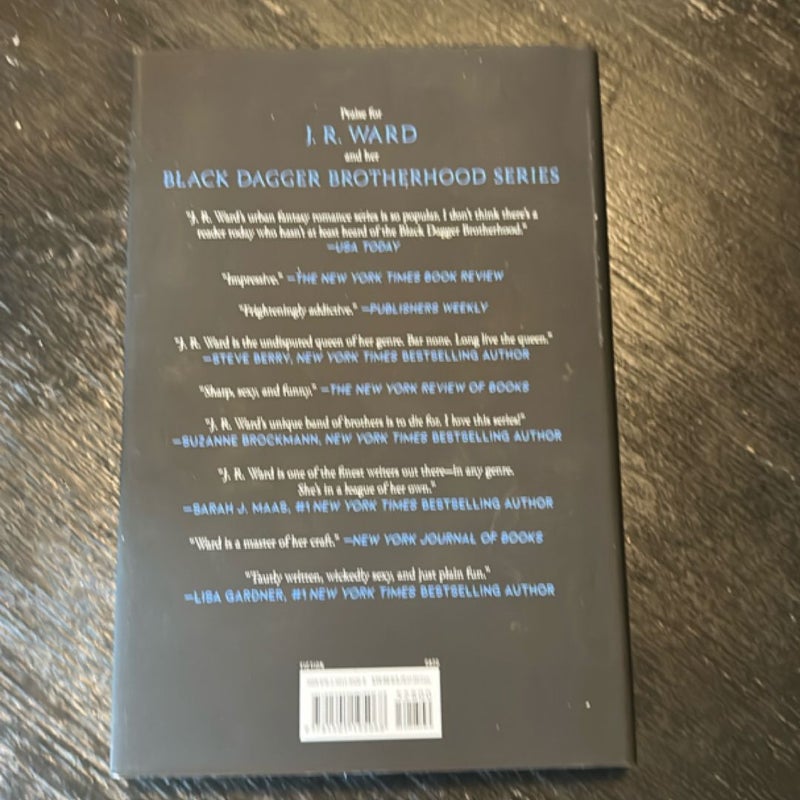 Praise for
J. R. WARD
and her
BLACK DAGGER BROTHERHOOD SERIES
"J. R. Ward's urban fantasy romance series is so popular, I don't think there's a
reader today who hasn't at least heard of the Black Dagger Brotherhood."
—USA TODAY
"Impressive." —THE NEW YORK TIMES BOOK REVIEW
"Frighteningly addictive." —PUBLISHERS WEEKLY
"J. R. Ward is the undisputed queen of her genre. Bar none. Long live the queen."
—STEVE BERRY, NEW YORK TIMES BESTSELLING AUTHOR
"Sharp, sexy, and funny." —THE NEW YORK REVIEW OF BOOKS
"J. R. Ward's unique band of brothers is to die for. I love this series!"
—SUZANNE BROCKMANN, NEW YORK TIMES BESTSELLING AUTHOR
"J. R. Ward is one of the finest writers out there—in any genre.
She's in a league of her own."
—SARAH J. MAAS, #1 NEW YORK TIMES BESTSELLING AUTHOR
"Ward is a master of her craft." —NEW YORK JOURNAL OF BOOKS
"Tautly written, wickedly sexy, and just plain fun."
—LISA GARDNER, #1 NEW YORK TIMES BESTSELLING AUTHOR
FICTION